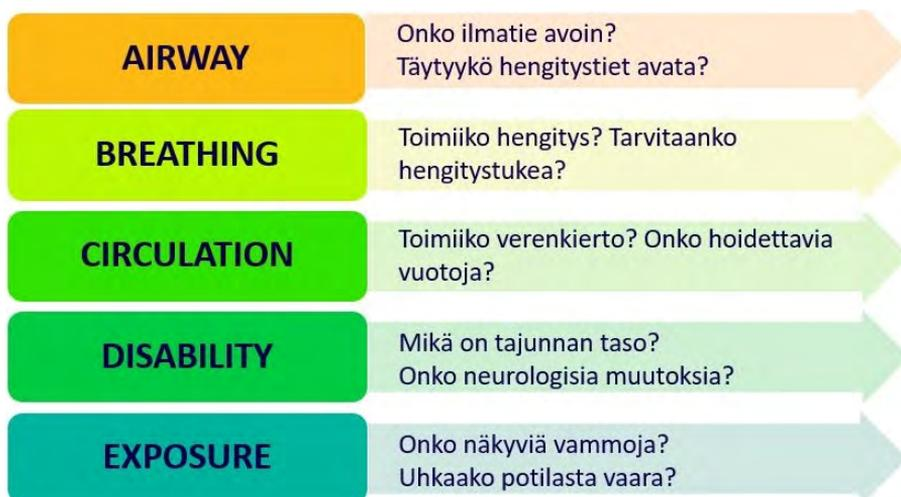 AIRWAY
Onko ilmatie avoin?
Täytyykö hengitystiet avata?
BREATHING
Toimiiko hengitys? Tarvitaanko
hengitystukea?
CIRCULATION
Toimiiko verenkierto? Onko hoidettavia
vuotoja?
DISABILITY
Mikä on tajunnan taso?
Onko neurologisia muutoksia?
EXPOSURE
Onko näkyviä vammoja?
Uhkaako potilasta vaara?